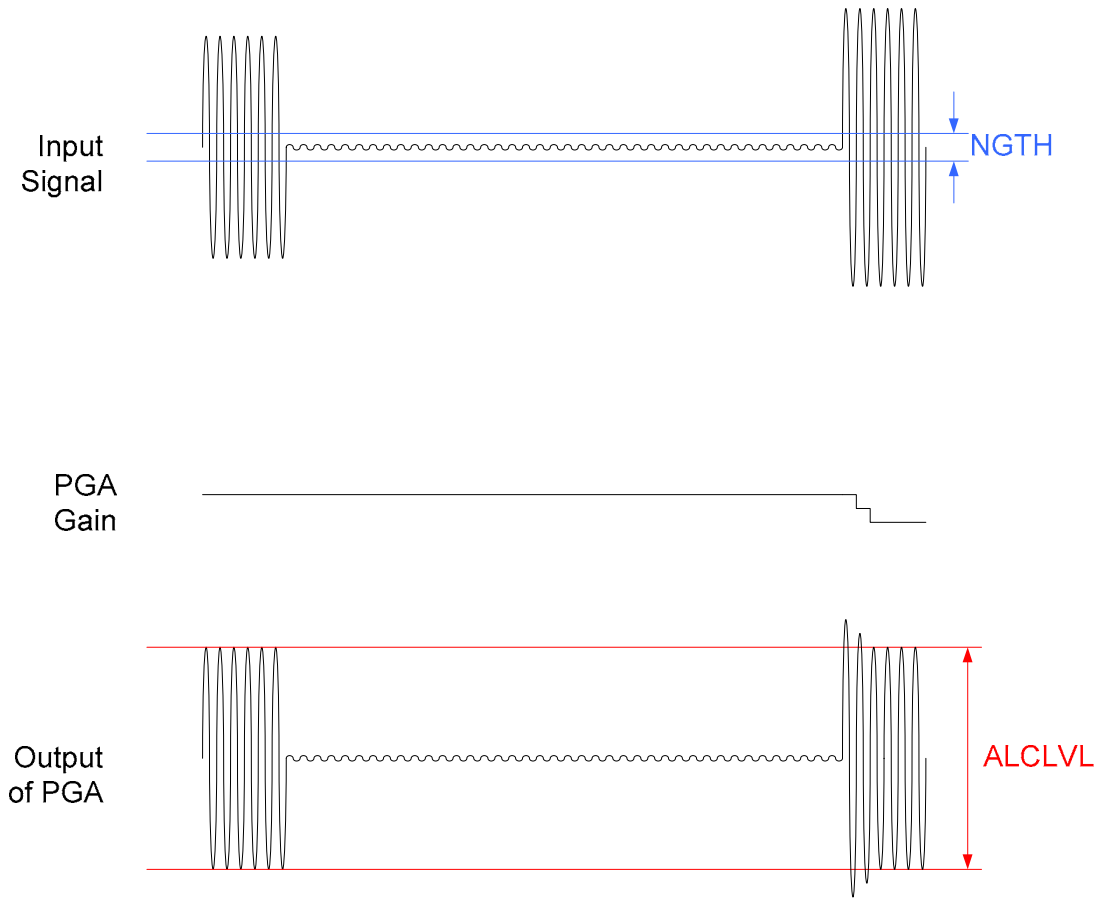 Input
Signal
NGTH
PGA
Gain
Output
of PGA
ALCLVL